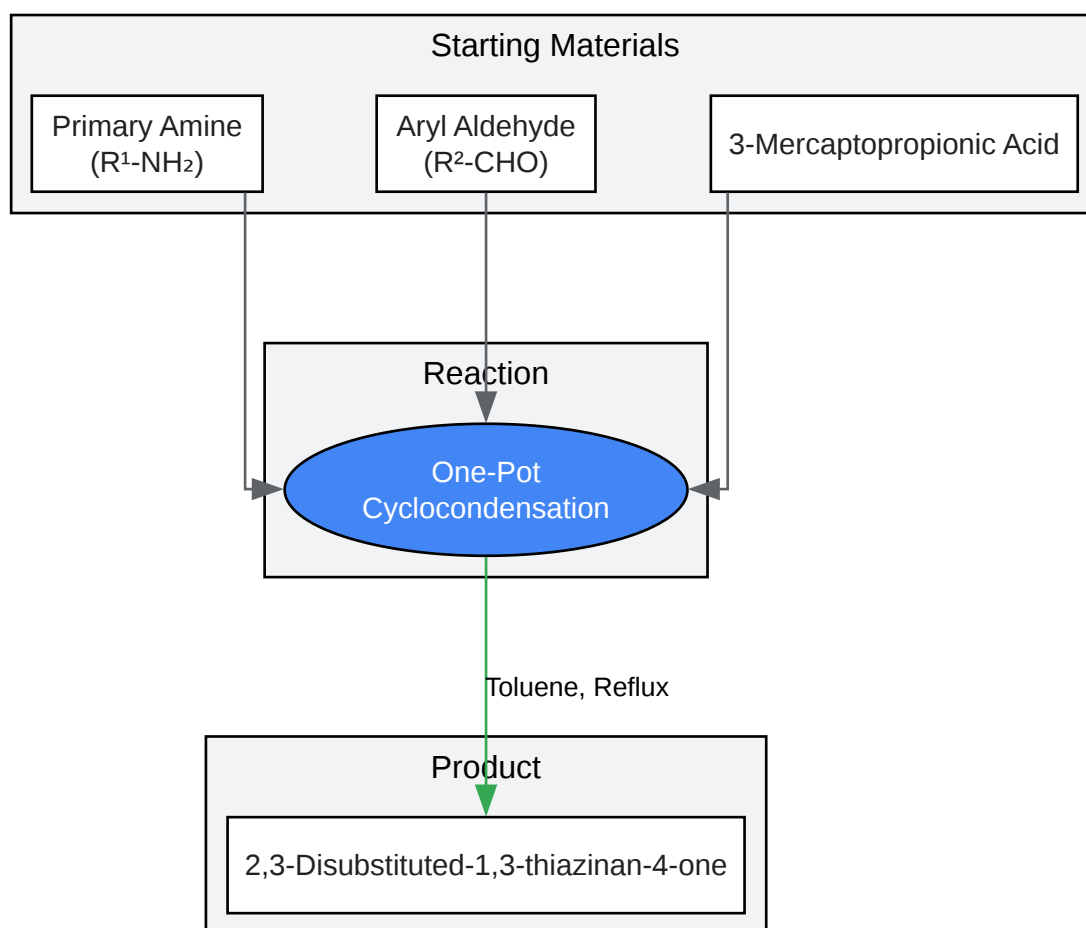 Starting Materials
Primary Amine
(R¹-NH₂)
Aryl Aldehyde
(R²-CHO)
3-Mercaptopropionic Acid
Reaction
One-Pot
Cyclocondensation
Toluene, Reflux
Product
2,3-Disubstituted-1,3-thiazinan-4-one